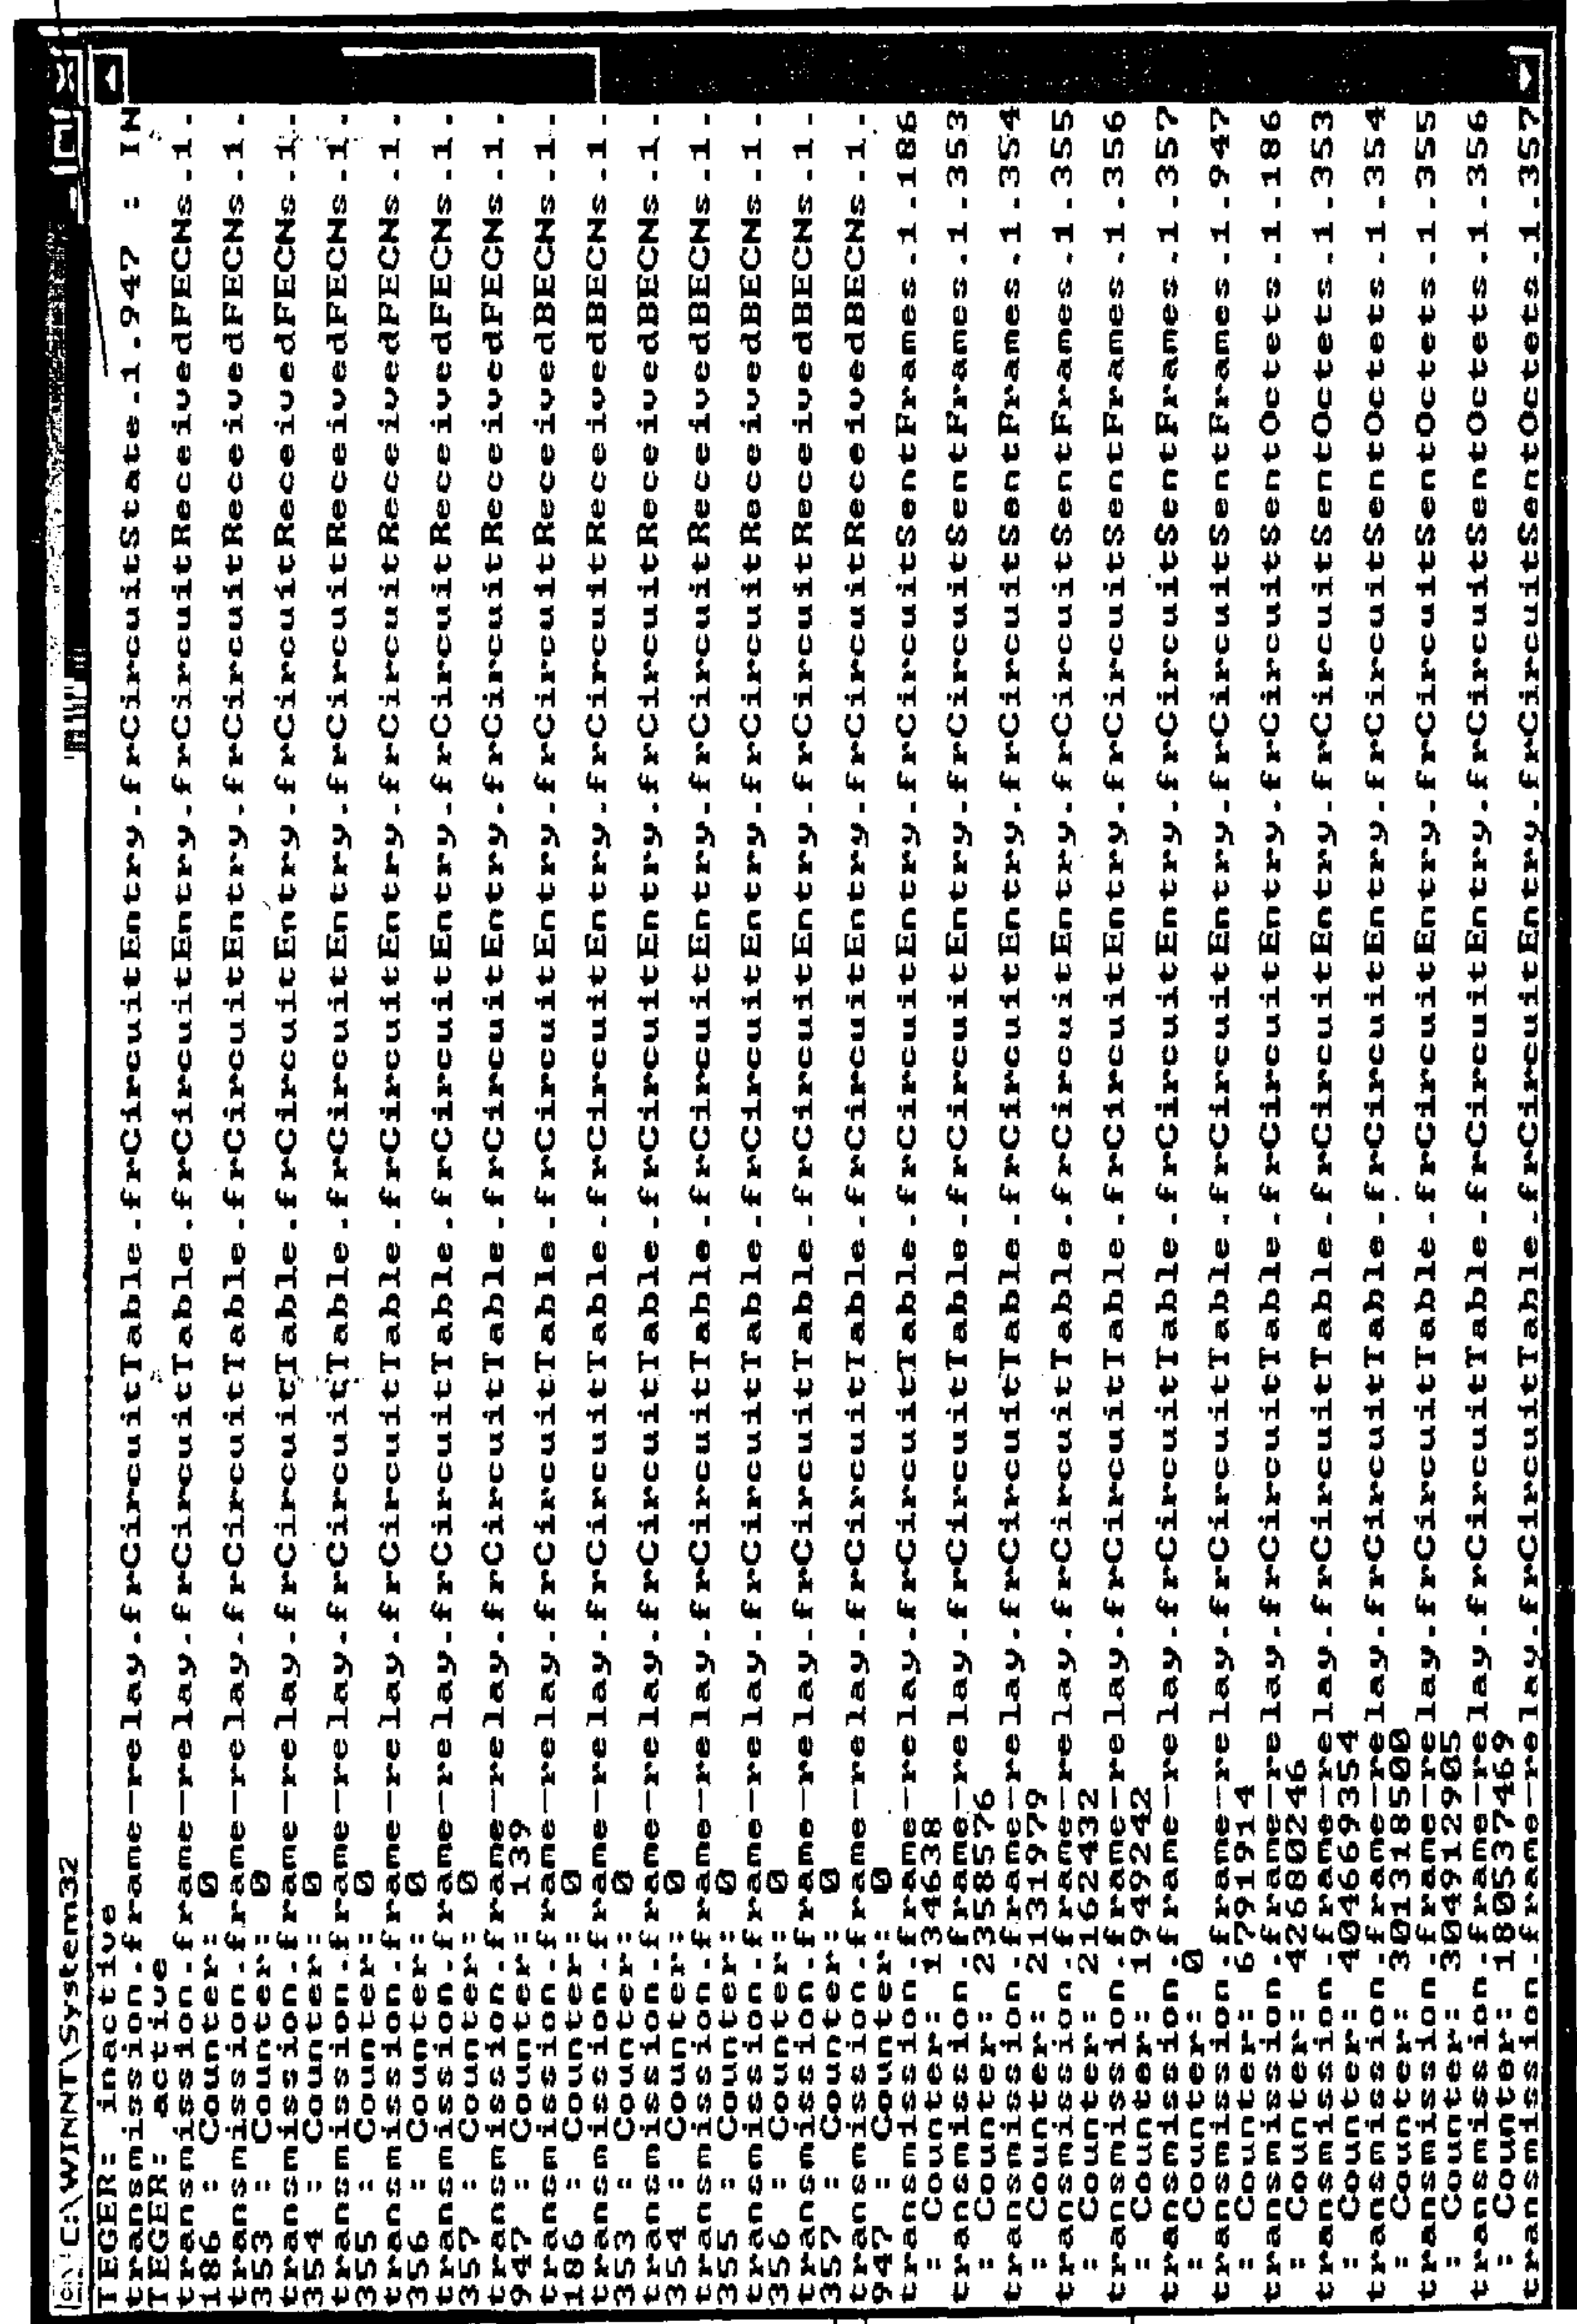 C:\WINNT\System32
TEGER: inactive
transmission.frame-relay.frCircuitTable.frCircuitEntry.frCircuitState.1.947 : IN
TEGER: active
transmission.frame-relay.frCircuitTable.frCircuitEntry.frCircuitReceivedFECNs.1.
186 : Counter: 0
transmission.frame-relay.frCircuitTable.frCircuitEntry.frCircuitReceivedFECNs.1.
353 : Counter: 0
transmission.frame-relay.frCircuitTable.frCircuitEntry.frCircuitReceivedFECNs.1.
354 : Counter: 0
transmission.frame-relay.frCircuitTable.frCircuitEntry.frCircuitReceivedFECNs.1.
355 : Counter: 0
transmission.frame-relay.frCircuitTable.frCircuitEntry.frCircuitReceivedFECNs.1.
356 : Counter: 0
transmission.frame-relay.frCircuitTable.frCircuitEntry.frCircuitReceivedFECNs.1.
357 : Counter: 0
transmission.frame-relay.frCircuitTable.frCircuitEntry.frCircuitReceivedFECNs.1.
947 : Counter: 139
transmission.frame-relay.frCircuitTable.frCircuitEntry.frCircuitReceivedBECNs.1.
186 : Counter: 0
transmission.frame-relay.frCircuitTable.frCircuitEntry.frCircuitReceivedBECNs.1.
353 : Counter: 0
transmission.frame-relay.frCircuitTable.frCircuitEntry.frCircuitReceivedBECNs.1.
354 : Counter: 0
transmission.frame-relay.frCircuitTable.frCircuitEntry.frCircuitReceivedBECNs.1.
355 : Counter: 0
transmission.frame-relay.frCircuitTable.frCircuitEntry.frCircuitReceivedBECNs.1.
356 : Counter: 0
transmission.frame-relay.frCircuitTable.frCircuitEntry.frCircuitReceivedBECNs.1.
357 : Counter: 0
transmission.frame-relay.frCircuitTable.frCircuitEntry.frCircuitReceivedBECNs.1.
947 : Counter: 0
transmission.frame-relay.frCircuitTable.frCircuitEntry.frCircuitSentFrames.1.186
 : Counter: 134638
transmission.frame-relay.frCircuitTable.frCircuitEntry.frCircuitSentFrames.1.353
 : Counter: 2358576
transmission.frame-relay.frCircuitTable.frCircuitEntry.frCircuitSentFrames.1.354
 : Counter: 2131979
transmission.frame-relay.frCircuitTable.frCircuitEntry.frCircuitSentFrames.1.355
 : Counter: 2162432
transmission.frame-relay.frCircuitTable.frCircuitEntry.frCircuitSentFrames.1.356
 : Counter: 1949242
transmission.frame-relay.frCircuitTable.frCircuitEntry.frCircuitSentFrames.1.357
 : Counter: 0
transmission.frame-relay.frCircuitTable.frCircuitEntry.frCircuitSentFrames.1.947
 : Counter: 6791914
transmission.frame-relay.frCircuitTable.frCircuitEntry.frCircuitSentOctets.1.186
 : Counter: 42680246
transmission.frame-relay.frCircuitTable.frCircuitEntry.frCircuitSentOctets.1.353
 : Counter: 404669354
transmission.frame-relay.frCircuitTable.frCircuitEntry.frCircuitSentOctets.1.354
 : Counter: 301318500
transmission.frame-relay.frCircuitTable.frCircuitEntry.frCircuitSentOctets.1.355
 : Counter: 304912905
transmission.frame-relay.frCircuitTable.frCircuitEntry.frCircuitSentOctets.1.356
 : Counter: 180537469
transmission.frame-relay.frCircuitTable.frCircuitEntry.frCircuitSentOctets.1.357